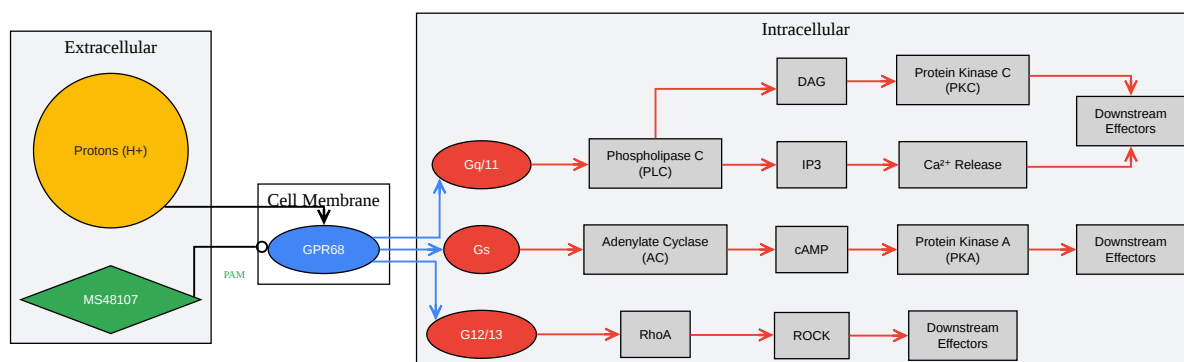 Extracellular
Protons (H+)
MS48107
PAM
Cell Membrane
GPR68
Intracellular
Gq/11
Phospholipase C
(PLC)
DAG
Protein Kinase C
(PKC)
IP3
Ca²⁺ Release
Downstream
Effectors
Gs
Adenylate Cyclase
(AC)
cAMP
Protein Kinase A
(PKA)
Downstream
Effectors
G12/13
RhoA
ROCK
Downstream
Effectors